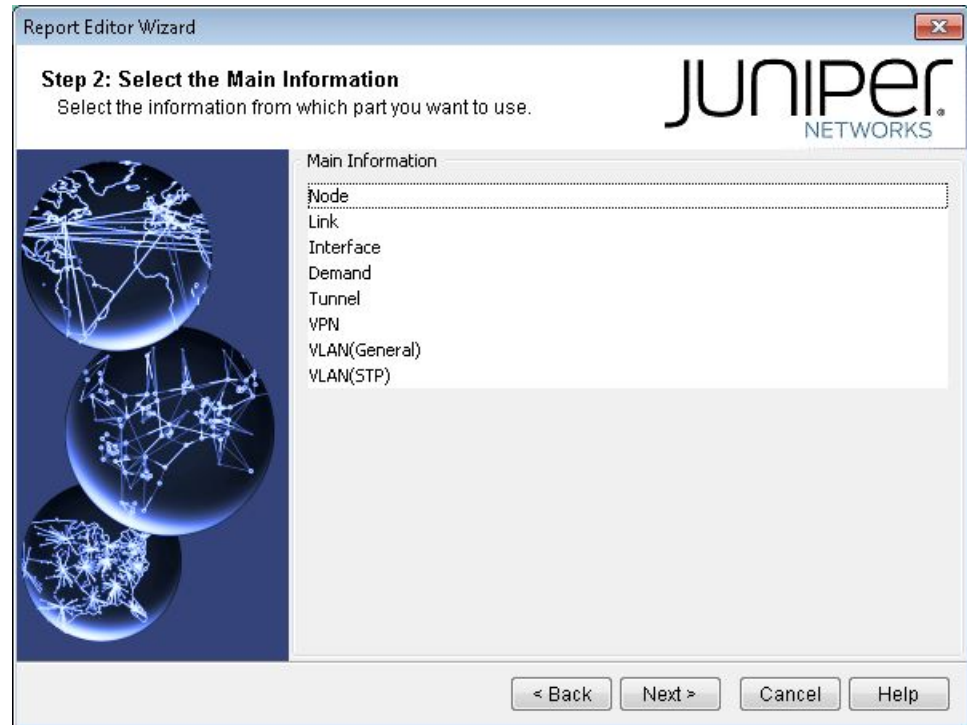 Report Editor Wizard
Step 2: Select the Main Information
Select the information from which part you want to use.
JUNIPER
NETWORKS
Main Information
Node
Link
Interface
Demand
Tunnel
VPN
VLAN(General)
VLAN(STP)
< Back
Next >
Cancel
Help